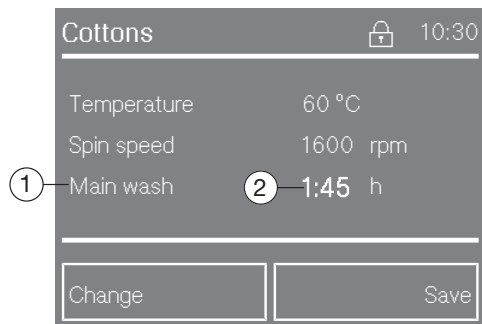 Cottons 10:30
Temperature 60 °C
Spin speed 1600 rpm
1 Main wash 2 1:45 h
Change Save